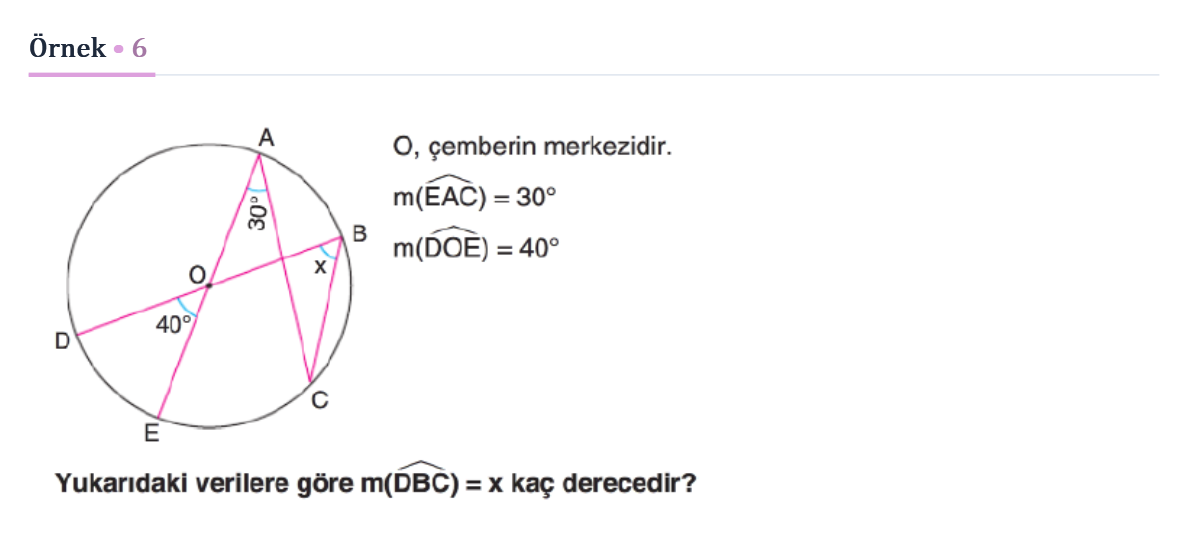 Örnek • 6
A
O, çemberin merkezidir.
m(EAC) = 30°
30°
B
m(DOE) = 40°
x
O
40°
D
C
E
Yukarıdaki verilere göre m(DBC) = x kaç derecedir?